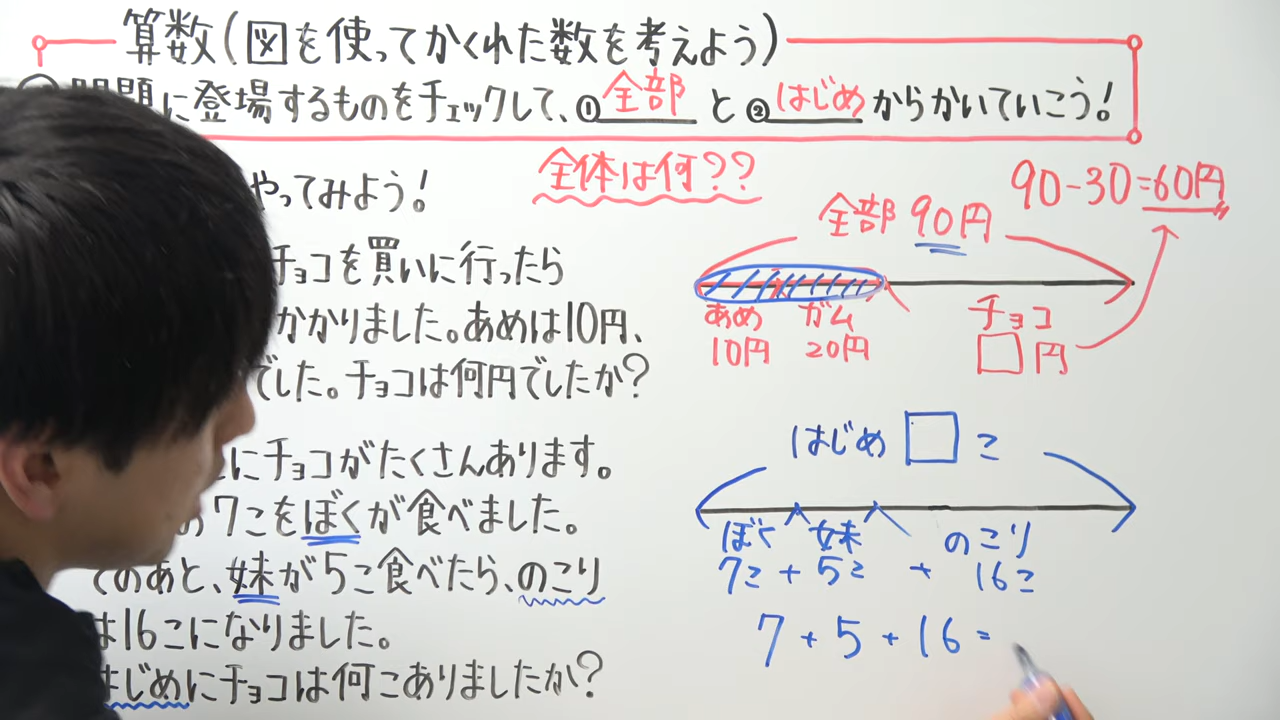 算数(図を使ってかくれた数を考えよう)
問題に登場するものをチェックして、①全部と②はじめからかいていこう!
やってみよう!
全体は何??
90-30=60円
チョコを買いに行ったら
かかりました。あめは10円、
でした。チョコは何円でしたか?
全部 90円
あめ ガム チョコ
10円 20円 □円
にチョコがたくさんあります。
7こをぼくが食べました。
そのあと、妹が5こ食べたら、のこり
は16こになりました。
はじめにチョコは何こありましたか?
はじめ □ こ
ぼく 妹 のこり
7こ + 5こ + 16こ
7 + 5 + 16 =